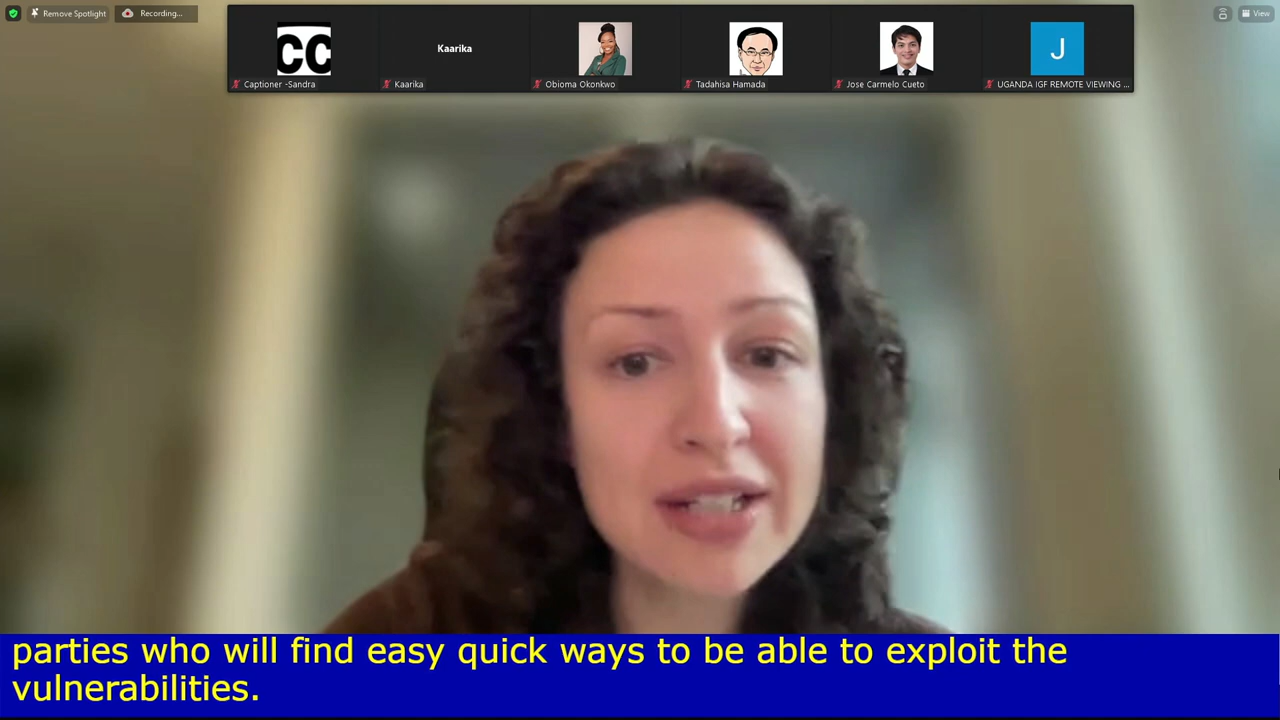 Remove Spotlight
Recording...
View
CC
Kaarika
J
Captioner -Sandra
Kaarika
Obioma Okonkwo
Tadahisa Hamada
Jose Carmelo Cueto
UGANDA IGF REMOTE VIEWING ...
parties who will find easy quick ways to be able to exploit the
vulnerabilities.